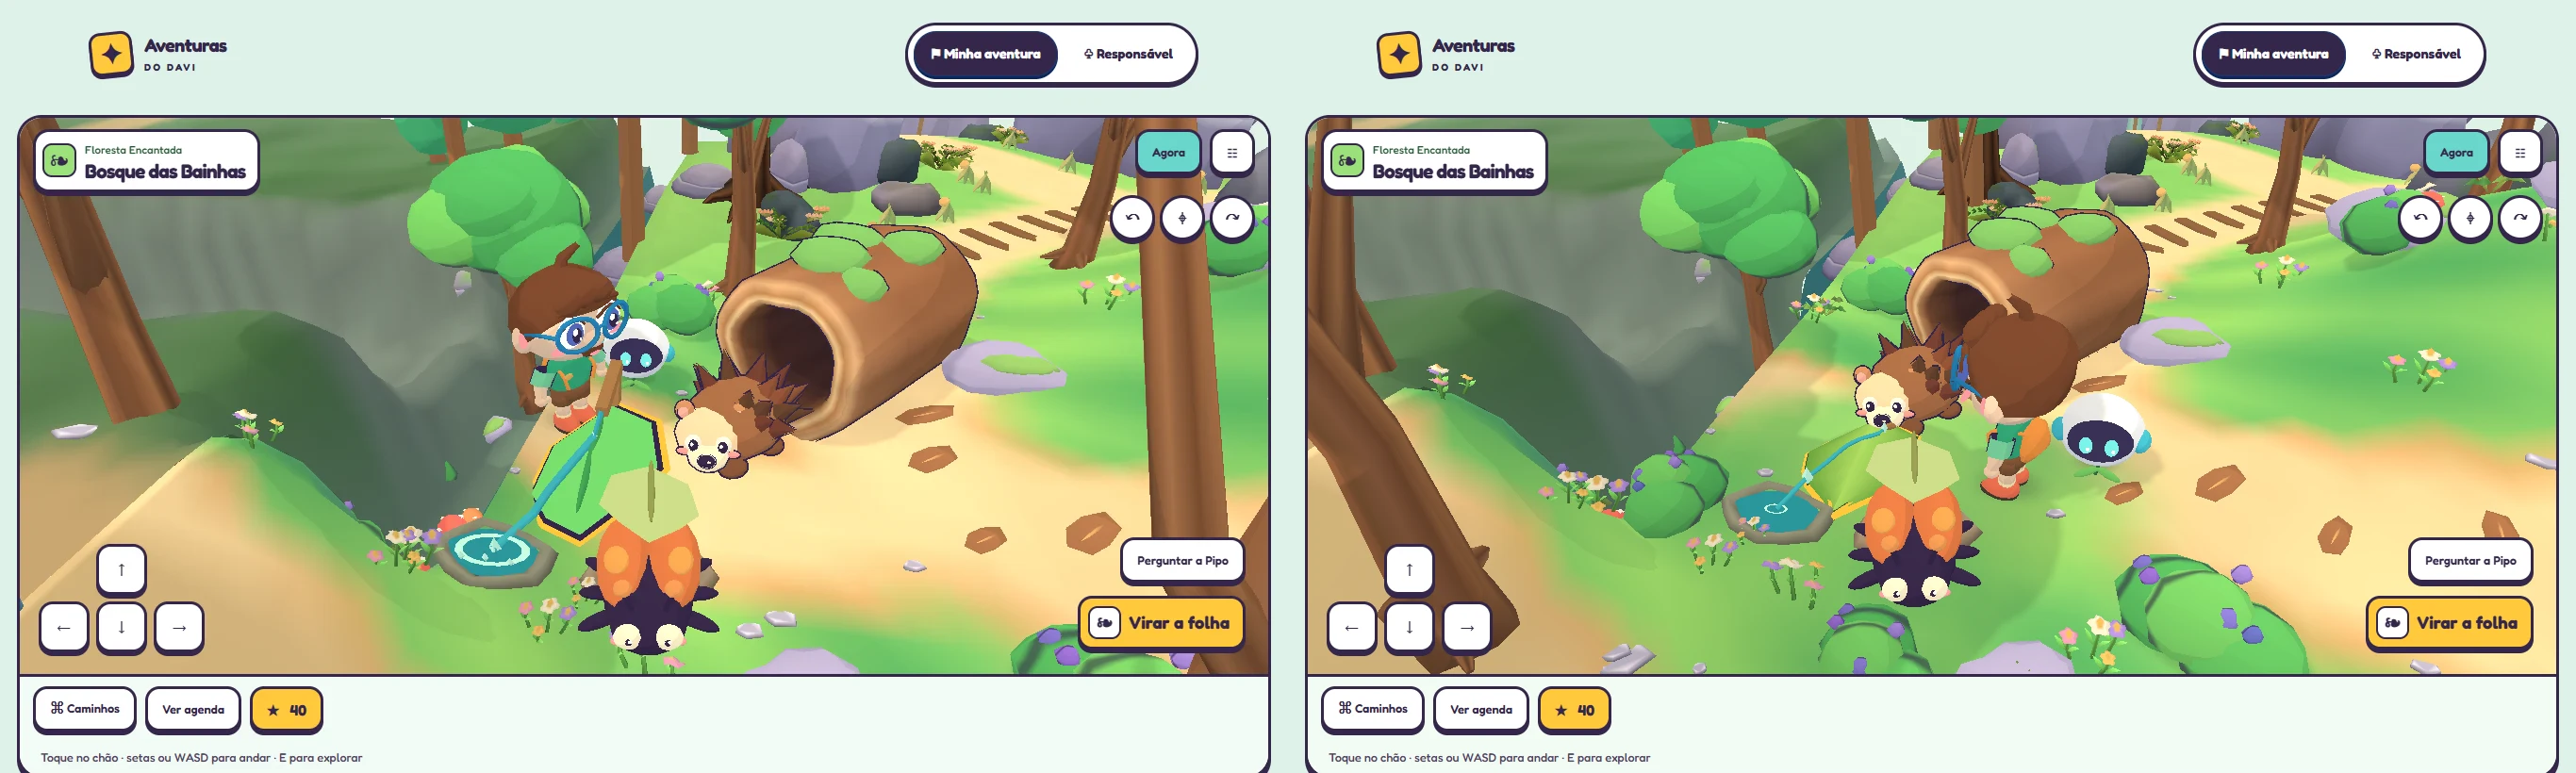 Aventuras
DO DAVI
Minha aventura
Responsável
Floresta Encantada
Bosque das Bainhas
Agora
Perguntar a Pipo
Virar a folha
Caminhos
Ver agenda
★ 40
Toque no chão · setas ou WASD para andar · E para explorar
Aventuras
DO DAVI
Minha aventura
Responsável
Floresta Encantada
Bosque das Bainhas
Agora
Perguntar a Pipo
Virar a folha
Caminhos
Ver agenda
★ 40
Toque no chão · setas ou WASD para andar · E para explorar